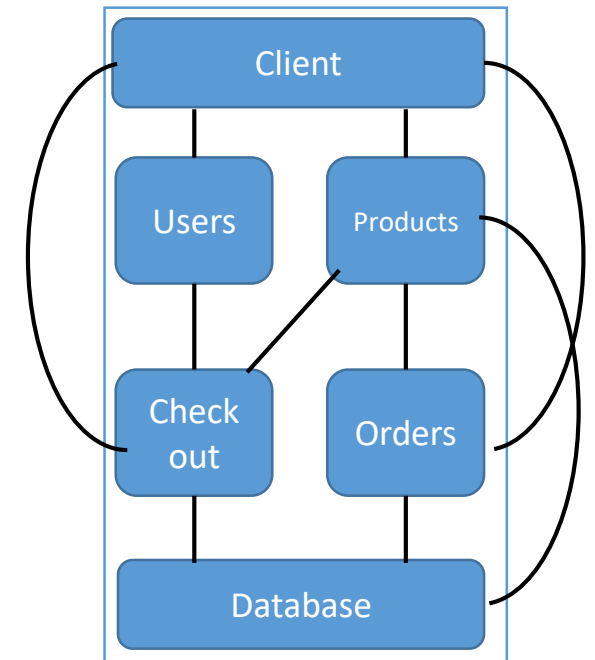 Client
Users
Products
Check
out
Orders
Database